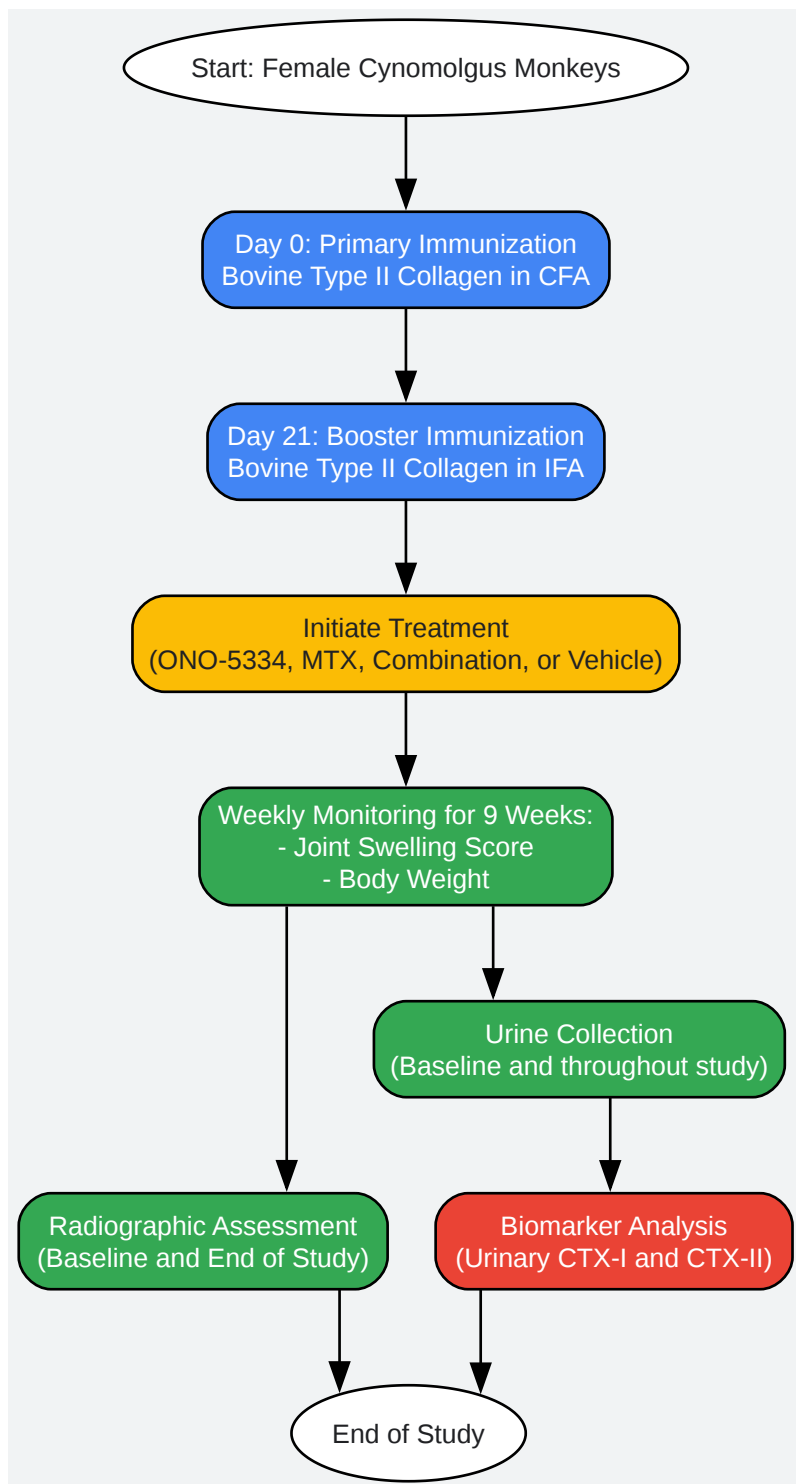 Start: Female Cynomolgus Monkeys
Day 0: Primary Immunization
Bovine Type II Collagen in CFA
Day 21: Booster Immunization
Bovine Type II Collagen in IFA
Initiate Treatment
(ONO-5334, MTX, Combination, or Vehicle)
Weekly Monitoring for 9 Weeks:
- Joint Swelling Score
- Body Weight
Urine Collection
(Baseline and throughout study)
Radiographic Assessment
(Baseline and End of Study)
Biomarker Analysis
(Urinary CTX-I and CTX-II)
End of Study